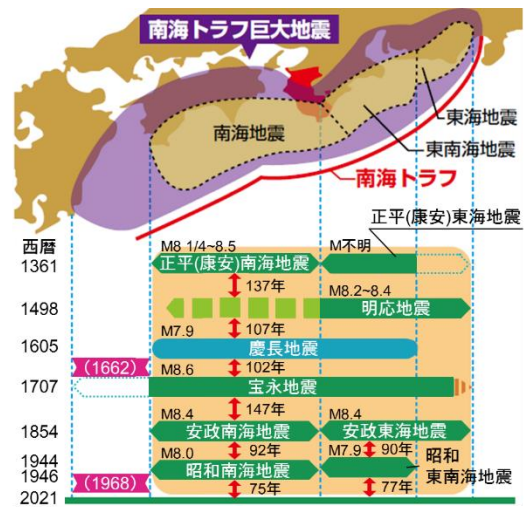 南海トラフ巨大地震
南海地震
東海地震
東南海地震
南海トラフ
正平(康安)東海地震
西暦
1361
M8 1/4~8.5
M不明
正平(康安)南海地震
137年
M8.2~8.4
1498
明応地震
107年
M7.9
1605
慶長地震
(1662)
M8.6
102年
1707
宝永地震
147年
M8.4
M8.4
1854
安政南海地震
安政東海地震
M8.0
92年
M7.9
90年
1944
1946
昭和南海地震
昭和
東南海地震
(1968)
75年
77年
2021